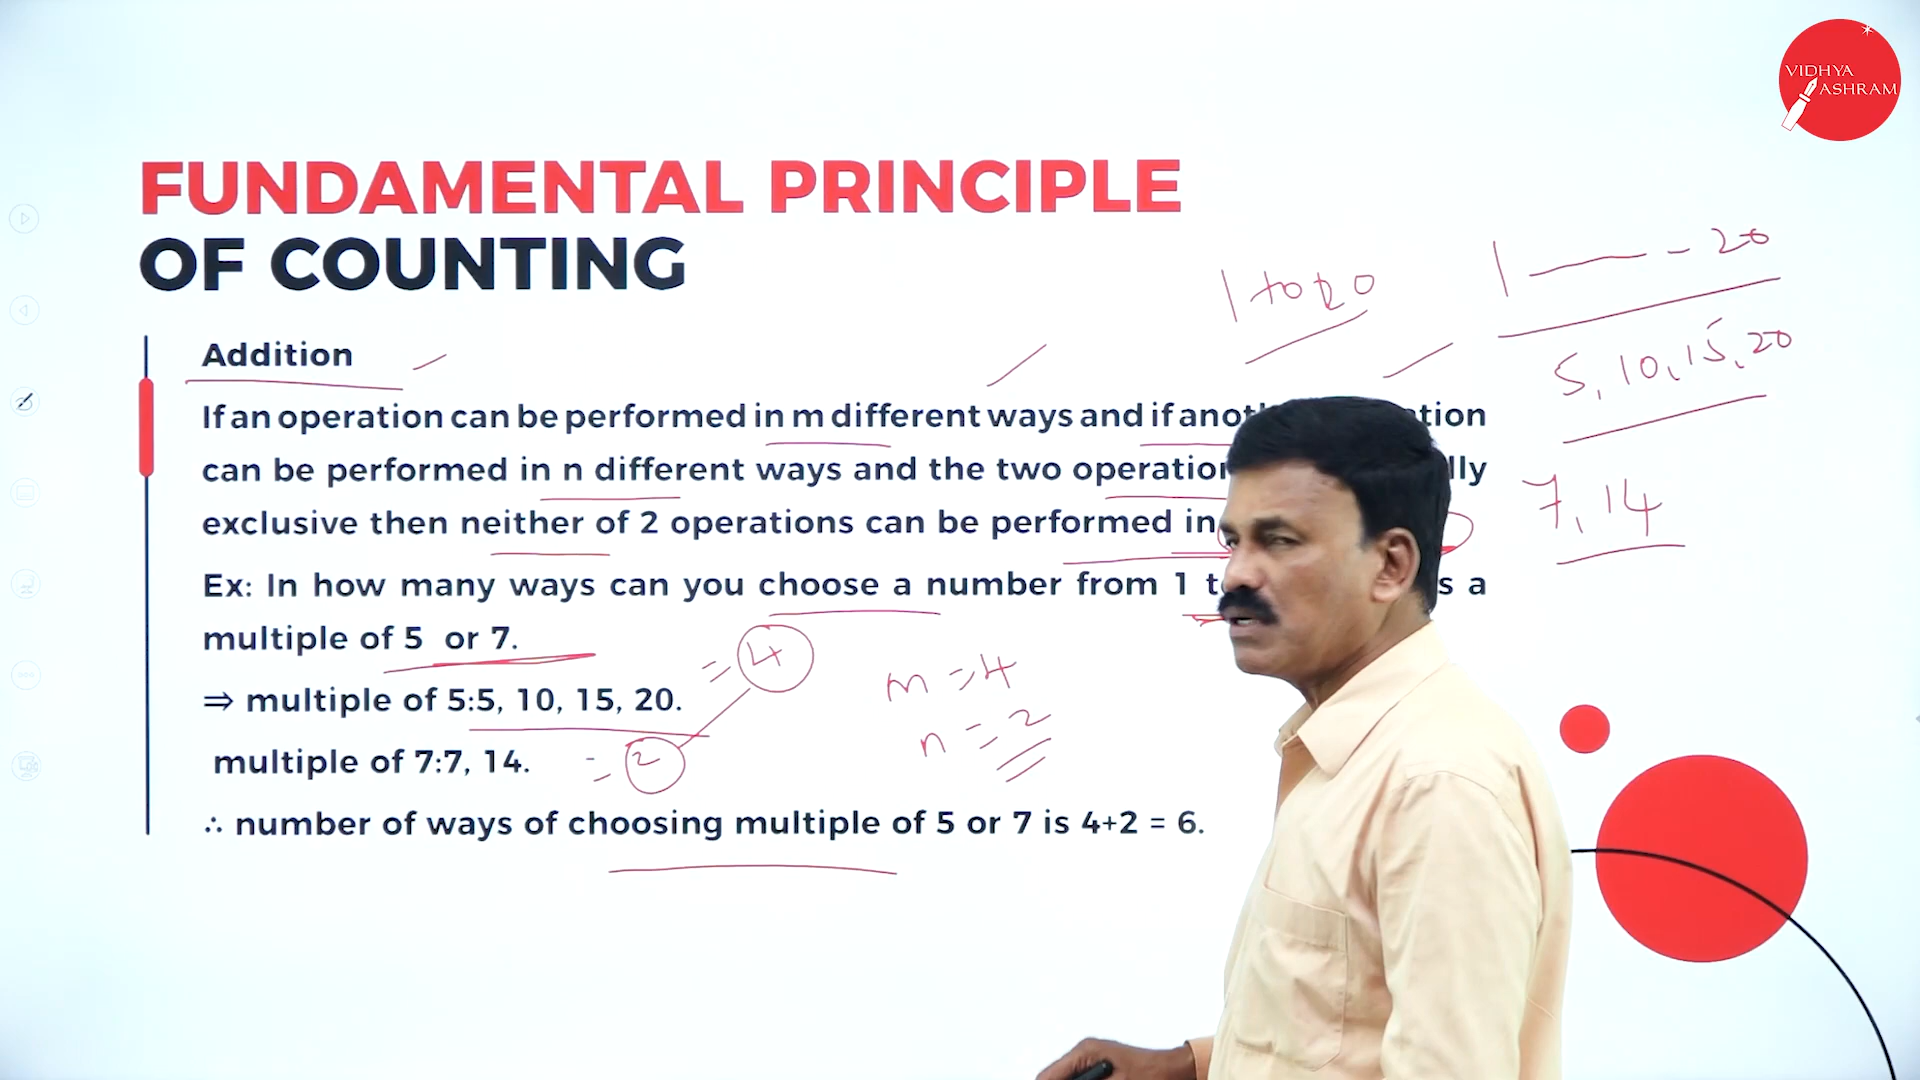 VIDHYA
ASHRAM
FUNDAMENTAL PRINCIPLE
OF COUNTING
1 to 20
1 —— - 20
5, 10, 15, 20
7, 14
Addition
If an operation can be performed in m different ways and if
can be performed in n different ways and the two
exclusive then neither of 2 operations can be performed in
Ex: In how many ways can you choose a number from 1 a
multiple of 5 or 7.
= 4
⇒ multiple of 5:5, 10, 15, 20.
m = 4
n = 2
multiple of 7:7, 14.
= 2
∴ number of ways of choosing multiple of 5 or 7 is 4+2 = 6.